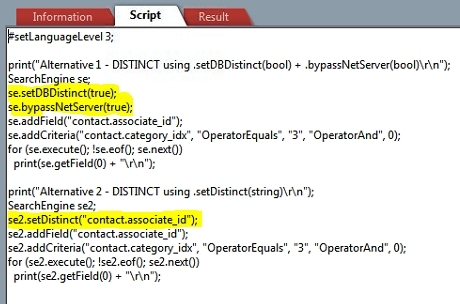 Information Script Result
#setLanguageLevel 3;
print("Alternative 1 - DISTINCT using .setDBDistinct(bool) + .bypassNetServer(bool)\r\n");
SearchEngine se;
se.setDBDistinct(true);
se.bypassNetServer(true);
se.addField("contact.associate_id");
se.addCriteria("contact.category_idx", "OperatorEquals", "3", "OperatorAnd", 0);
for (se.execute(); !se.eof(); se.next())
print(se.getField(0) + "\r\n");
print("Alternative 2 - DISTINCT using .setDistinct(string)\r\n");
SearchEngine se2;
se2.setDistinct("contact.associate_id");
se2.addField("contact.associate_id");
se2.addCriteria("contact.category_idx", "OperatorEquals", "3", "OperatorAnd", 0);
for (se2.execute(); !se2.eof(); se2.next())
print(se2.getField(0) + "\r\n");